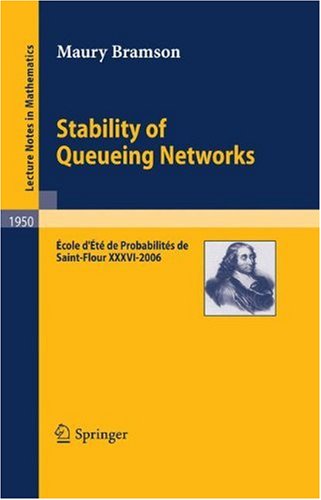 Maury Bramson
Lecture Notes in Mathematics
Stability of
Queueing Networks
1950
École d'Été de Probabilités de
Saint-Flour XXXVI-2006
Springer